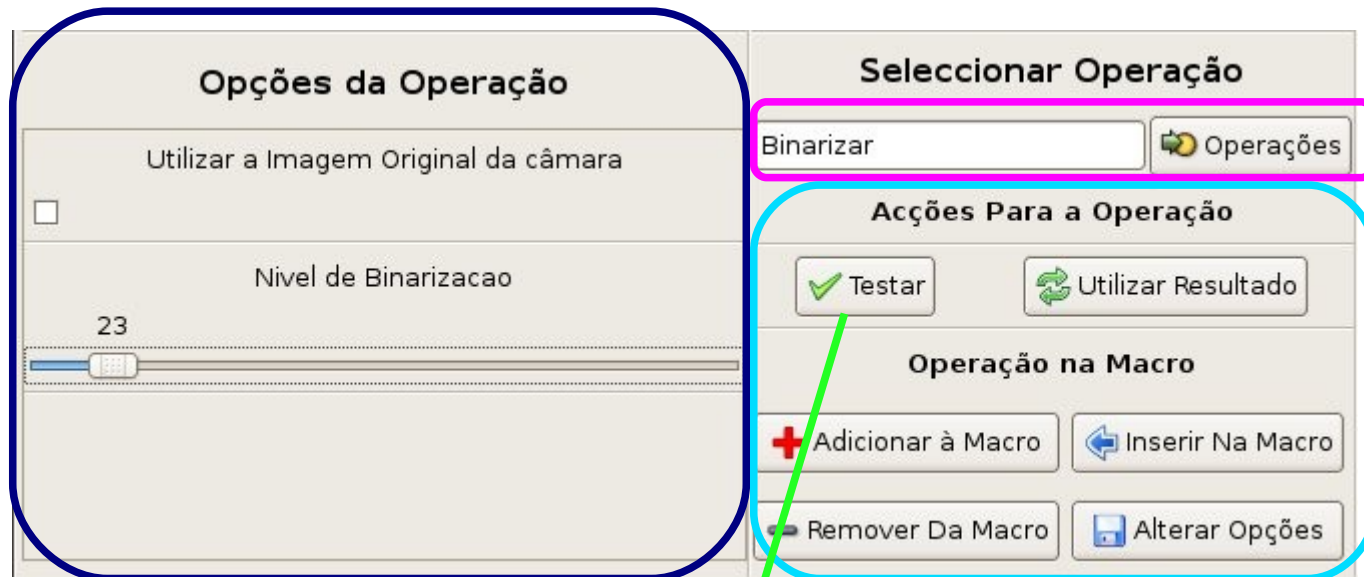 Opções da Operação
Utilizar a Imagem Original da câmara
Nivel de Binarizacao
23
Seleccionar Operação
Binarizar
Operações
Acções Para a Operação
Testar
Utilizar Resultado
Operação na Macro
Adicionar à Macro
Inserir Na Macro
Remover Da Macro
Alterar Opções